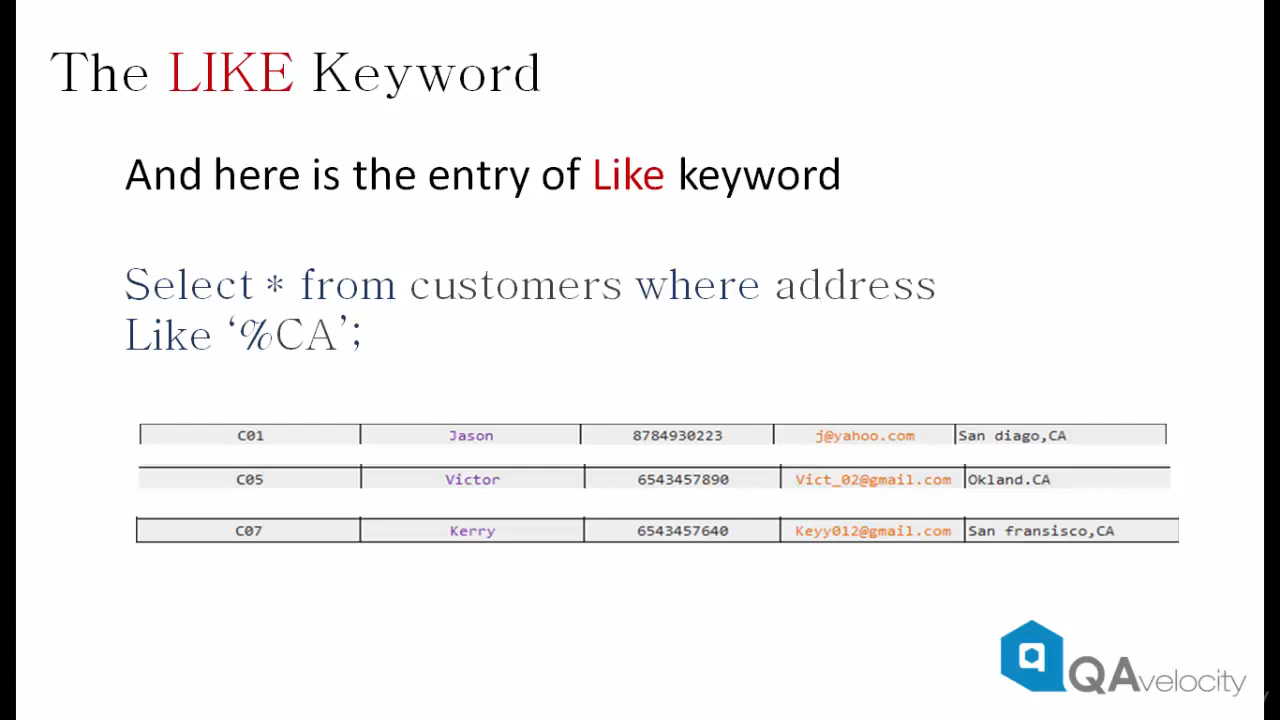 The LIKE Keyword
And here is the entry of Like keyword
Select * from customers where address
Like ‘%CA’;
C01 Jason 8784930223 j@yahoo.com San diago,CA
C05 Victor 6543457890 Vict_02@gmail.com Okland.CA
C07 Kerry 6543457640 Keyy012@gmail.com San fransisco,CA
QAvelocity